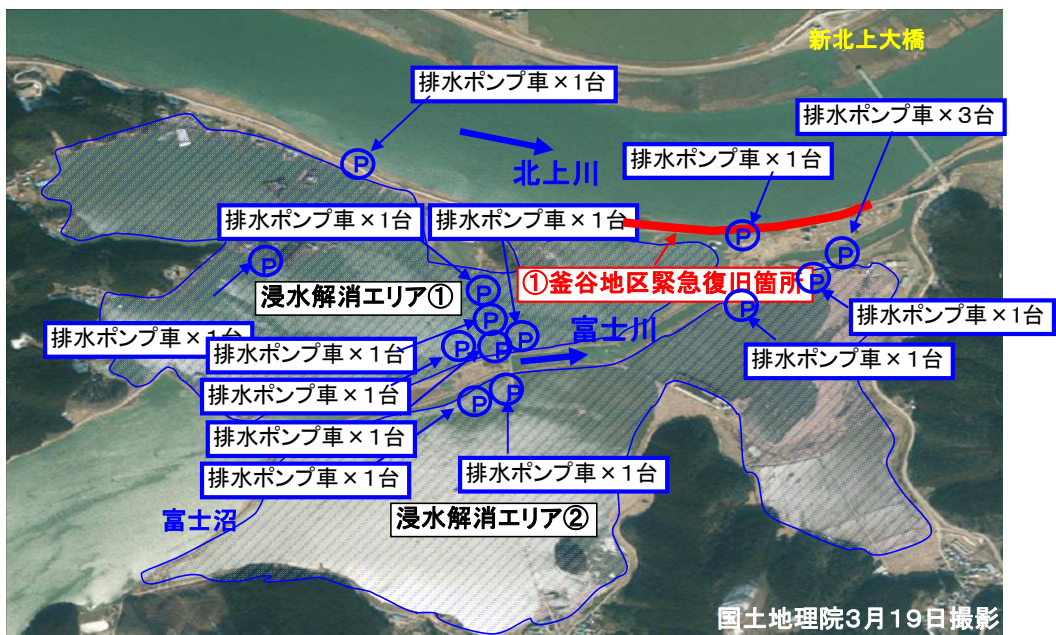 新北上大橋
排水ポンプ車×1台
排水ポンプ車×3台
排水ポンプ車×1台
北上川
排水ポンプ車×1台
排水ポンプ車×1台
①釜谷地区緊急復旧箇所
浸水解消エリア①
P
P
P
P
P
P
P
P
P
P
P
P
P
富士川
排水ポンプ車×1台
排水ポンプ車×1台
排水ポンプ車×1台
排水ポンプ車×1台
排水ポンプ車×1台
排水ポンプ車×1台
排水ポンプ車×1台
排水ポンプ車×1台
富士沼
浸水解消エリア②
国土地理院3月19日撮影